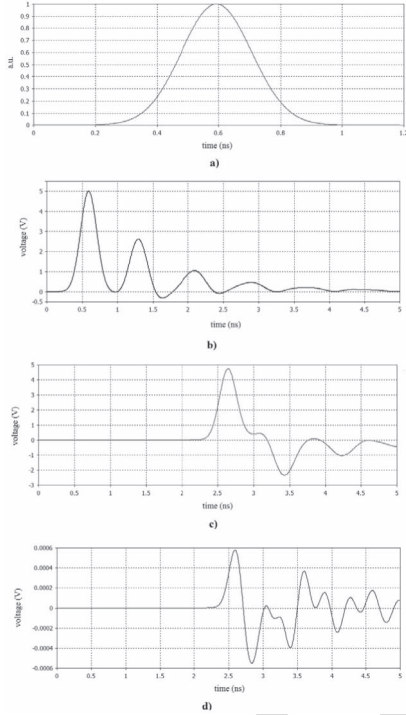 1
0.9
0.8
0.7
0.6
0.5
0.4
0.3
0.2
0.1
0
a.u.
0 0.2 0.4 0.6 0.8 1 1.2
time (ns)
a)
5
4
3
2
1
0
-0.5
voltage (V)
0 0.5 1 1.5 2 2.5 3 3.5 4 4.5 5
time (ns)
b)
5
4
3
2
1
0
-1
-2
-3
voltage (V)
0 0.5 1 1.5 2 2.5 3 3.5 4 4.5 5
time (ns)
c)
0.0006
0.0004
0.0002
0
-0.0002
-0.0004
-0.0006
voltage (V)
0 0.5 1 1.5 2 2.5 3 3.5 4 4.5 5
time (ns)
d)